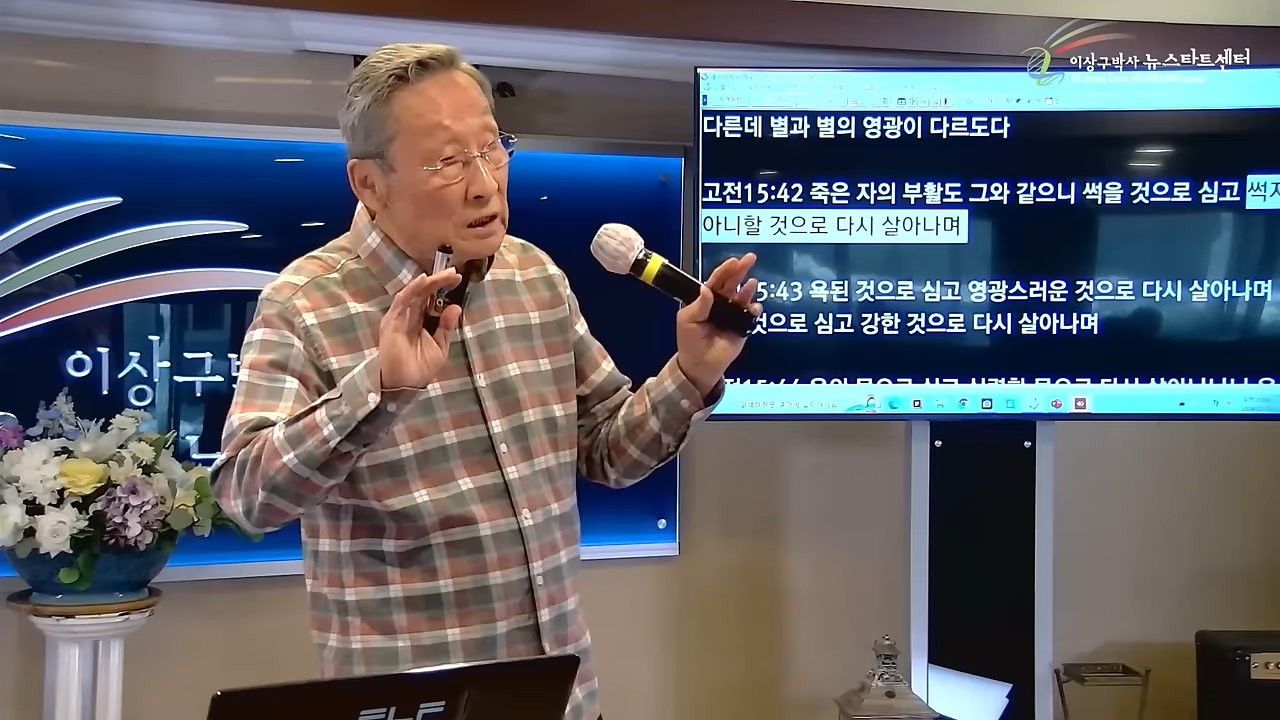 이상구박사 뉴스타트센터
다른데 별과 별의 영광이 다르도다
고전15:42 죽은 자의 부활도 그와 같으니 썩을 것으로 심고 썩지
아니할 것으로 다시 살아나며
5:43 욕된 것으로 심고 영광스러운 것으로 다시 살아나며
것으로 심고 강한 것으로 다시 살아나며
이상구